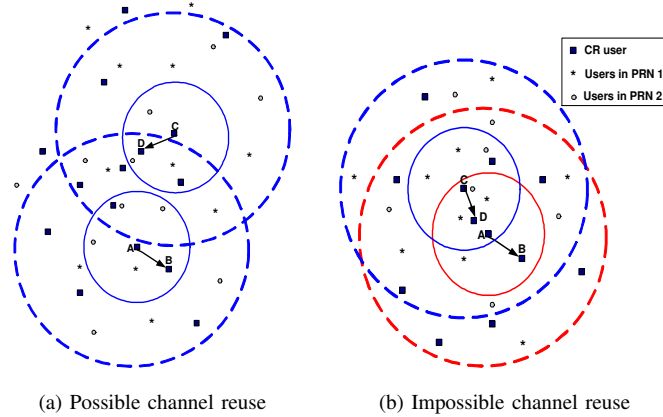 CR user
* Users in PRN 1
Users in PRN 2
C
D
A
B
C
D
A
B
(a) Possible channel reuse
(b) Impossible channel reuse